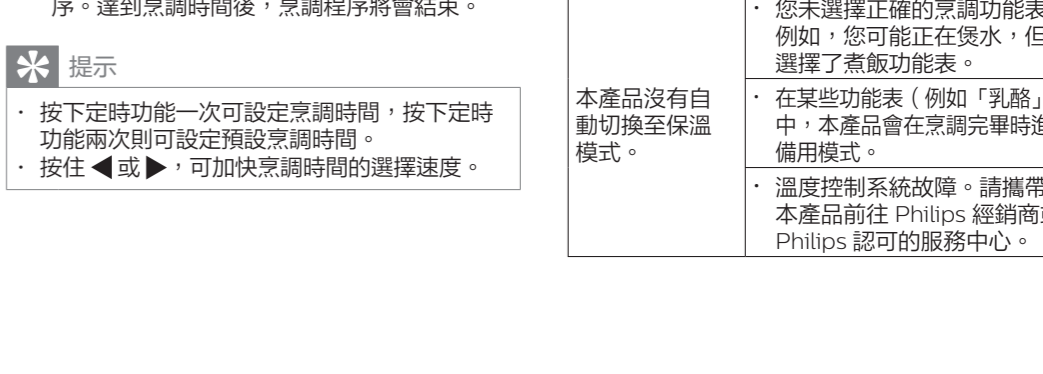 序。達到烹調時間後，烹調程序將會結束。
提示
· 按下定時功能一次可設定烹調時間，按下定時
功能兩次則可設定預設烹調時間。
· 按住 ◀ 或 ▶，可加快烹調時間的選擇速度。
本產品沒有自
動切換至保溫
模式。
· 您未選擇正確的烹調功能表
例如，您可能正在煲水，但
選擇了煮飯功能表。
· 在某些功能表（例如「乳酪」
中，本產品會在烹調完畢時進
備用模式。
· 溫度控制系統故障。請攜帶
本產品前往 Philips 經銷商
Philips 認可的服務中心。